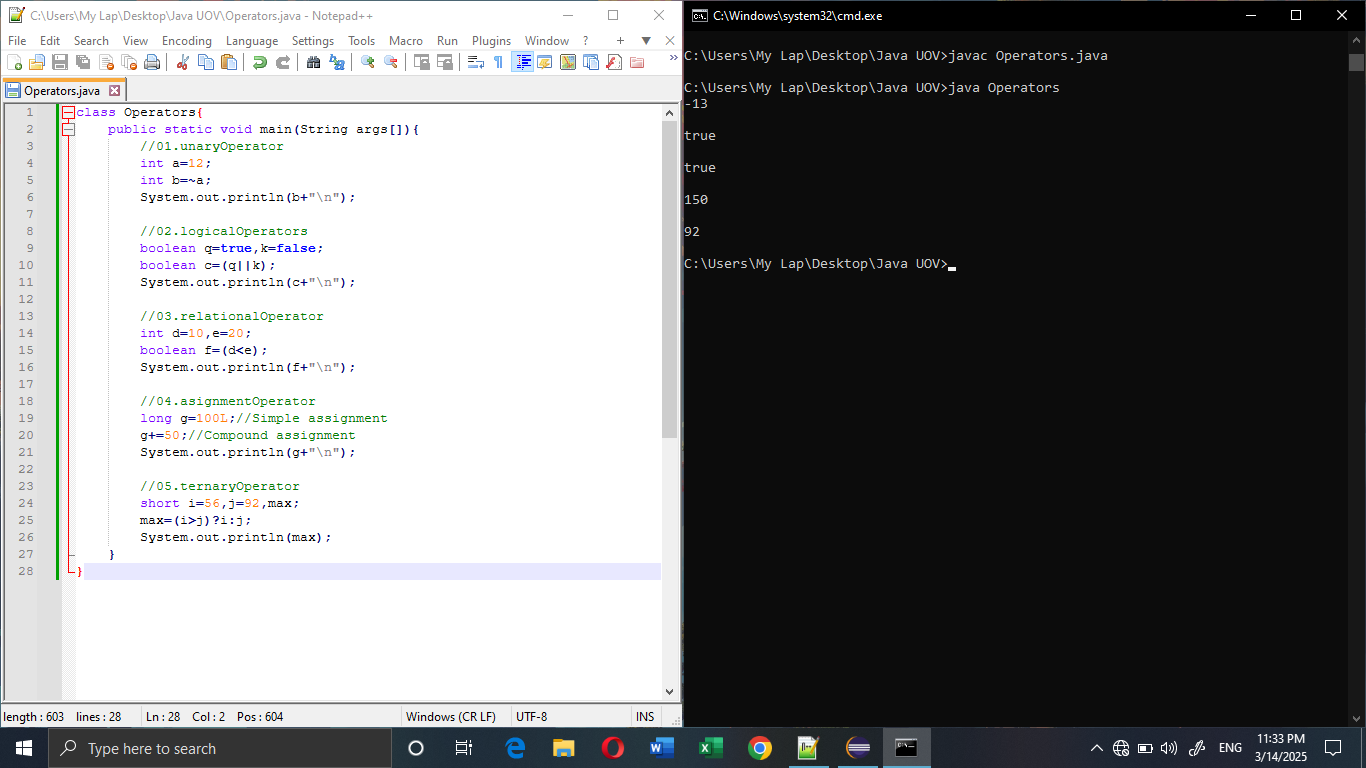 C:\Users\My Lap\Desktop\Java UOV\Operators.java - Notepad++
File Edit Search View Encoding Language Settings Tools Macro Run Plugins Window ? + ▼ ✕
»
Operators.java
1 class Operators{
2 public static void main(String args[]){
3 //01.unaryOperator
4 int a=12;
5 int b=~a;
6 System.out.println(b+"\n");
7
8 //02.logicalOperators
9 boolean q=true,k=false;
10 boolean c=(q||k);
11 System.out.println(c+"\n");
12
13 //03.relationalOperator
14 int d=10,e=20;
15 boolean f=(d<e);
16 System.out.println(f+"\n");
17
18 //04.asignmentOperator
19 long g=100L;//Simple assignment
20 g+=50;//Compound assignment
21 System.out.println(g+"\n");
22
23 //05.ternaryOperator
24 short i=56,j=92,max;
25 max=(i>j)?i:j;
26 System.out.println(max);
27 }
28 }
length : 603 lines : 28 Ln : 28 Col : 2 Pos : 604 Windows (CR LF) UTF-8 INS
C:\Windows\system32\cmd.exe
C:\Users\My Lap\Desktop\Java UOV>javac Operators.java
C:\Users\My Lap\Desktop\Java UOV>java Operators
-13
true
true
150
92
C:\Users\My Lap\Desktop\Java UOV>
Type here to search
ENG
11:33 PM
3/14/2025